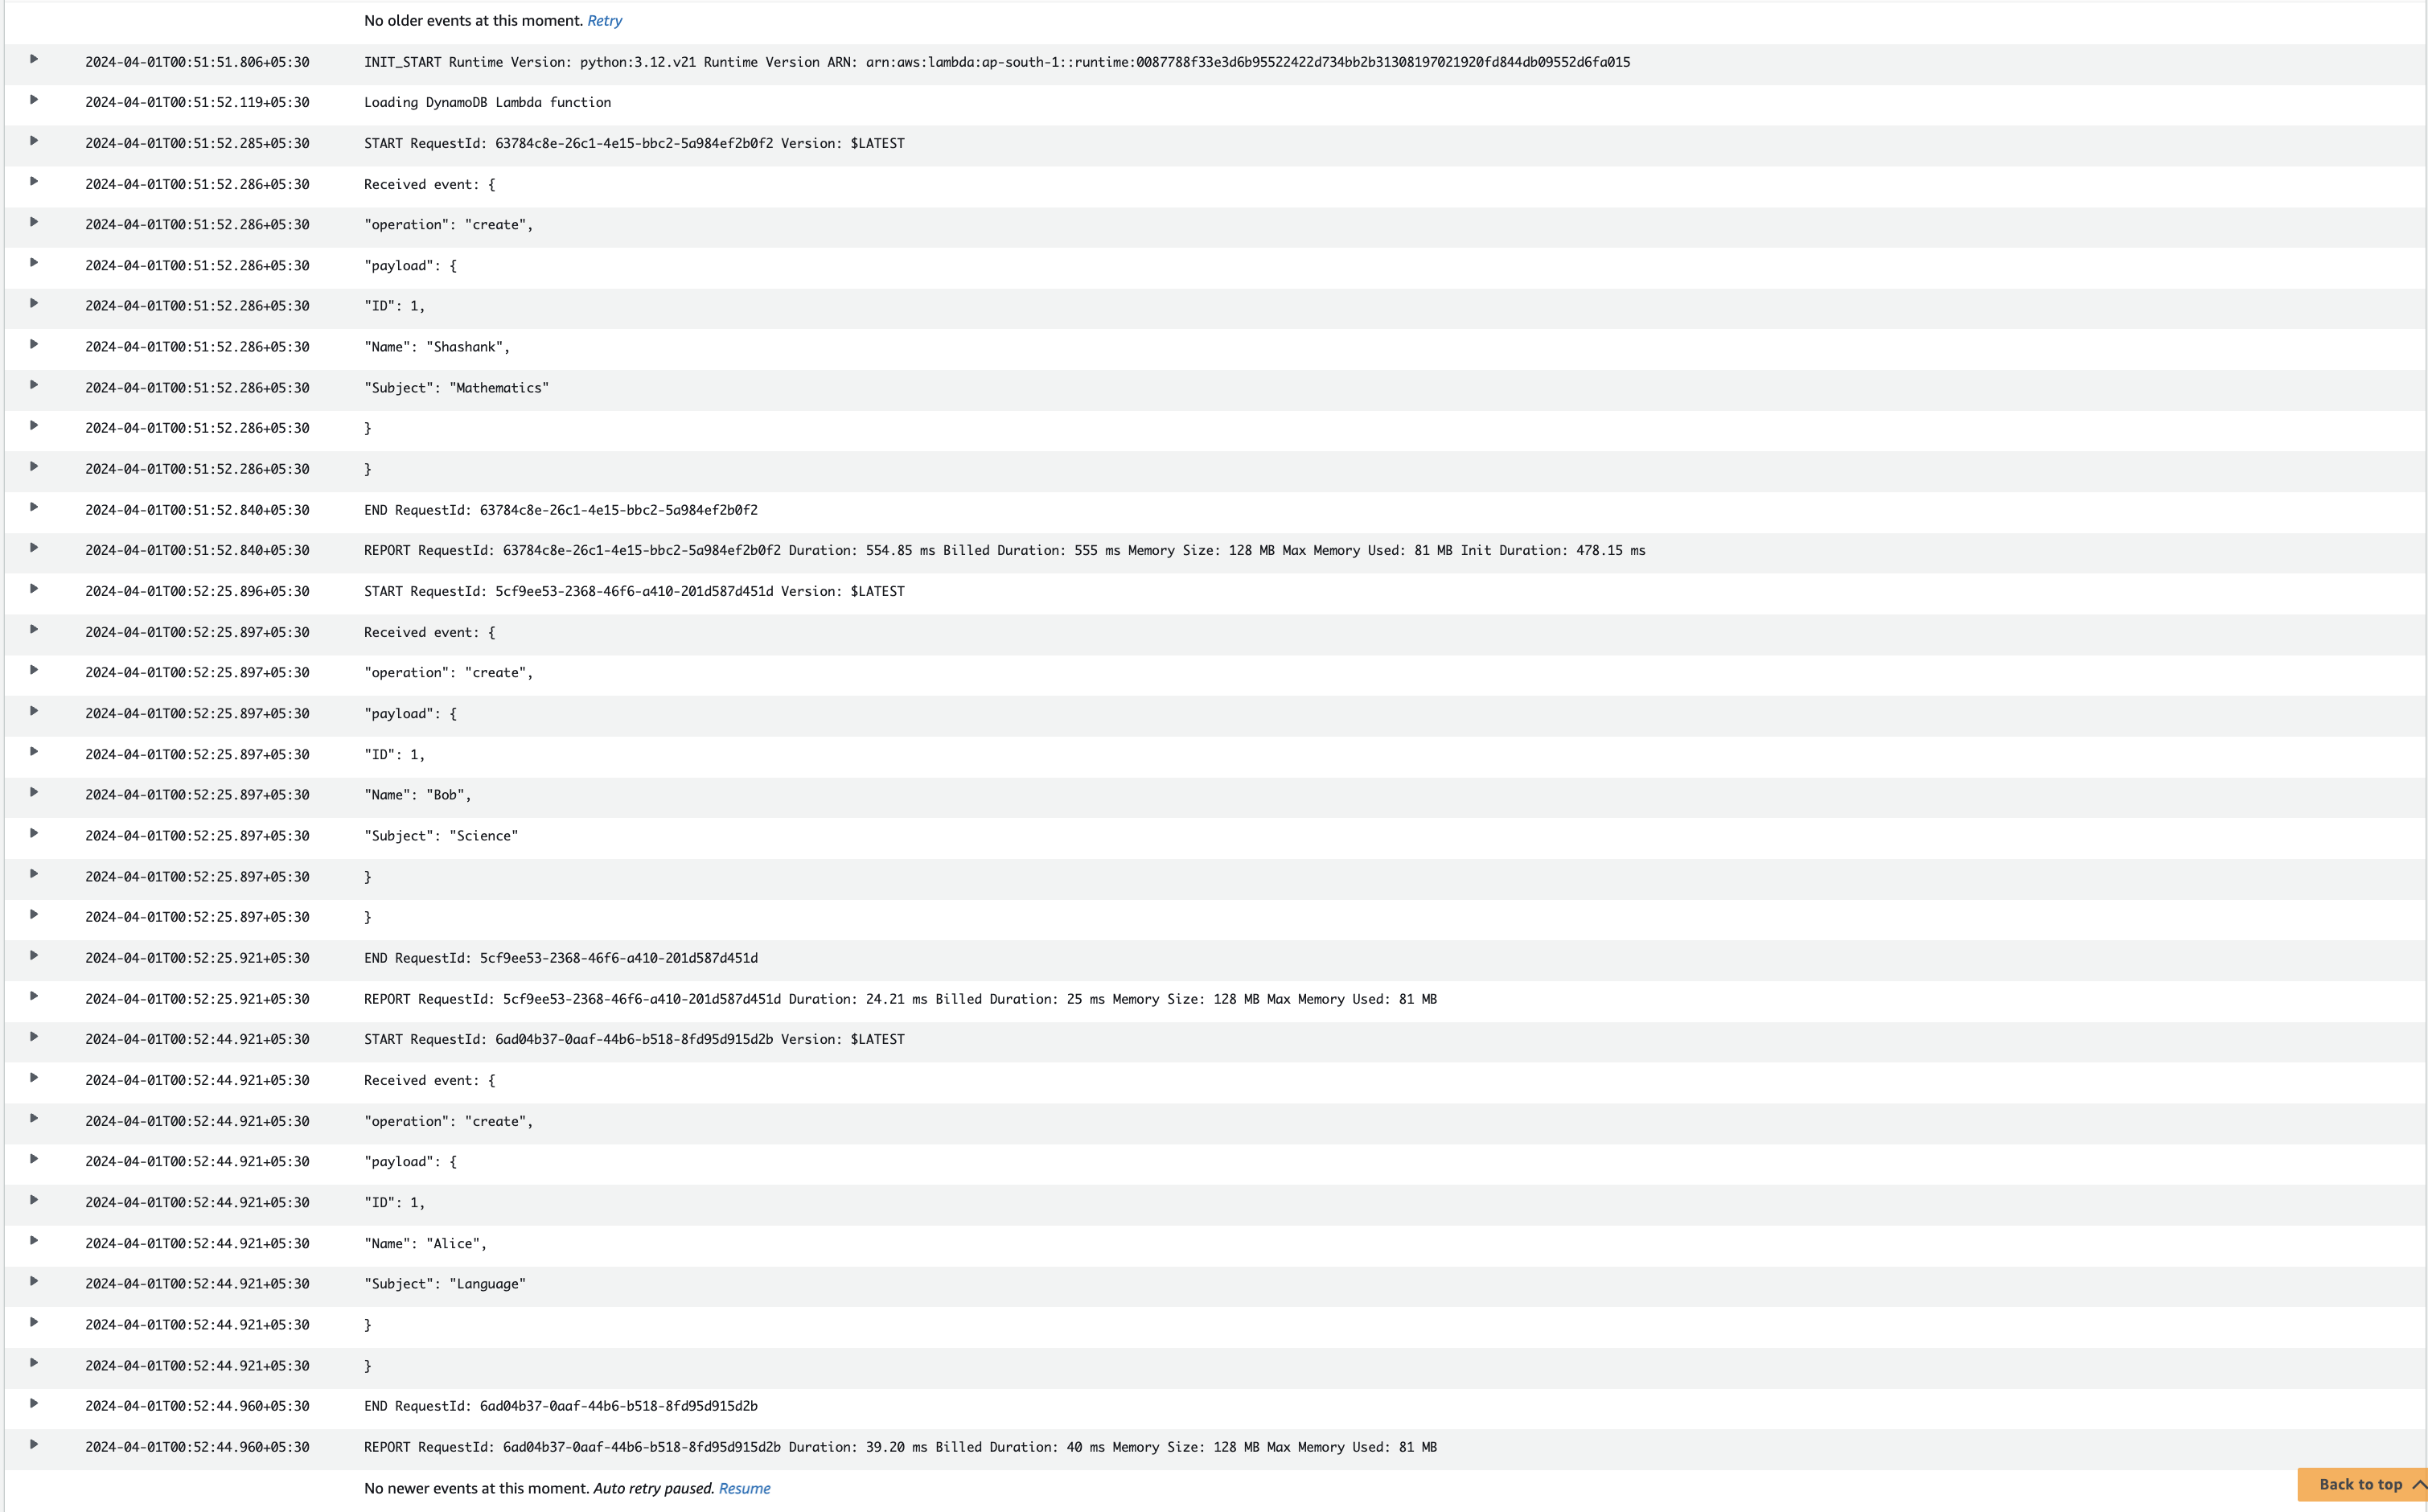 No older events at this moment. Retry
2024-04-01T00:51:51.806+05:30 INIT_START Runtime Version: python:3.12.v21 Runtime Version ARN: arn:aws:lambda:ap-south-1::runtime:0087788f33e3d6b95522422d734bb2b31308197021920fd844db09552d6fa015
2024-04-01T00:51:52.119+05:30 Loading DynamoDB Lambda function
2024-04-01T00:51:52.285+05:30 START RequestId: 63784c8e-26c1-4e15-bbc2-5a984ef2b0f2 Version: $LATEST
2024-04-01T00:51:52.286+05:30 Received event: {
2024-04-01T00:51:52.286+05:30 "operation": "create",
2024-04-01T00:51:52.286+05:30 "payload": {
2024-04-01T00:51:52.286+05:30 "ID": 1,
2024-04-01T00:51:52.286+05:30 "Name": "Shashank",
2024-04-01T00:51:52.286+05:30 "Subject": "Mathematics"
2024-04-01T00:51:52.286+05:30 }
2024-04-01T00:51:52.286+05:30 }
2024-04-01T00:51:52.840+05:30 END RequestId: 63784c8e-26c1-4e15-bbc2-5a984ef2b0f2
2024-04-01T00:51:52.840+05:30 REPORT RequestId: 63784c8e-26c1-4e15-bbc2-5a984ef2b0f2 Duration: 554.85 ms Billed Duration: 555 ms Memory Size: 128 MB Max Memory Used: 81 MB Init Duration: 478.15 ms
2024-04-01T00:52:25.896+05:30 START RequestId: 5cf9ee53-2368-46f6-a410-201d587d451d Version: $LATEST
2024-04-01T00:52:25.897+05:30 Received event: {
2024-04-01T00:52:25.897+05:30 "operation": "create",
2024-04-01T00:52:25.897+05:30 "payload": {
2024-04-01T00:52:25.897+05:30 "ID": 1,
2024-04-01T00:52:25.897+05:30 "Name": "Bob",
2024-04-01T00:52:25.897+05:30 "Subject": "Science"
2024-04-01T00:52:25.897+05:30 }
2024-04-01T00:52:25.897+05:30 }
2024-04-01T00:52:25.921+05:30 END RequestId: 5cf9ee53-2368-46f6-a410-201d587d451d
2024-04-01T00:52:25.921+05:30 REPORT RequestId: 5cf9ee53-2368-46f6-a410-201d587d451d Duration: 24.21 ms Billed Duration: 25 ms Memory Size: 128 MB Max Memory Used: 81 MB
2024-04-01T00:52:44.921+05:30 START RequestId: 6ad04b37-0aaf-44b6-b518-8fd95d915d2b Version: $LATEST
2024-04-01T00:52:44.921+05:30 Received event: {
2024-04-01T00:52:44.921+05:30 "operation": "create",
2024-04-01T00:52:44.921+05:30 "payload": {
2024-04-01T00:52:44.921+05:30 "ID": 1,
2024-04-01T00:52:44.921+05:30 "Name": "Alice",
2024-04-01T00:52:44.921+05:30 "Subject": "Language"
2024-04-01T00:52:44.921+05:30 }
2024-04-01T00:52:44.921+05:30 }
2024-04-01T00:52:44.960+05:30 END RequestId: 6ad04b37-0aaf-44b6-b518-8fd95d915d2b
2024-04-01T00:52:44.960+05:30 REPORT RequestId: 6ad04b37-0aaf-44b6-b518-8fd95d915d2b Duration: 39.20 ms Billed Duration: 40 ms Memory Size: 128 MB Max Memory Used: 81 MB
No newer events at this moment. Auto retry paused. Resume
Back to top